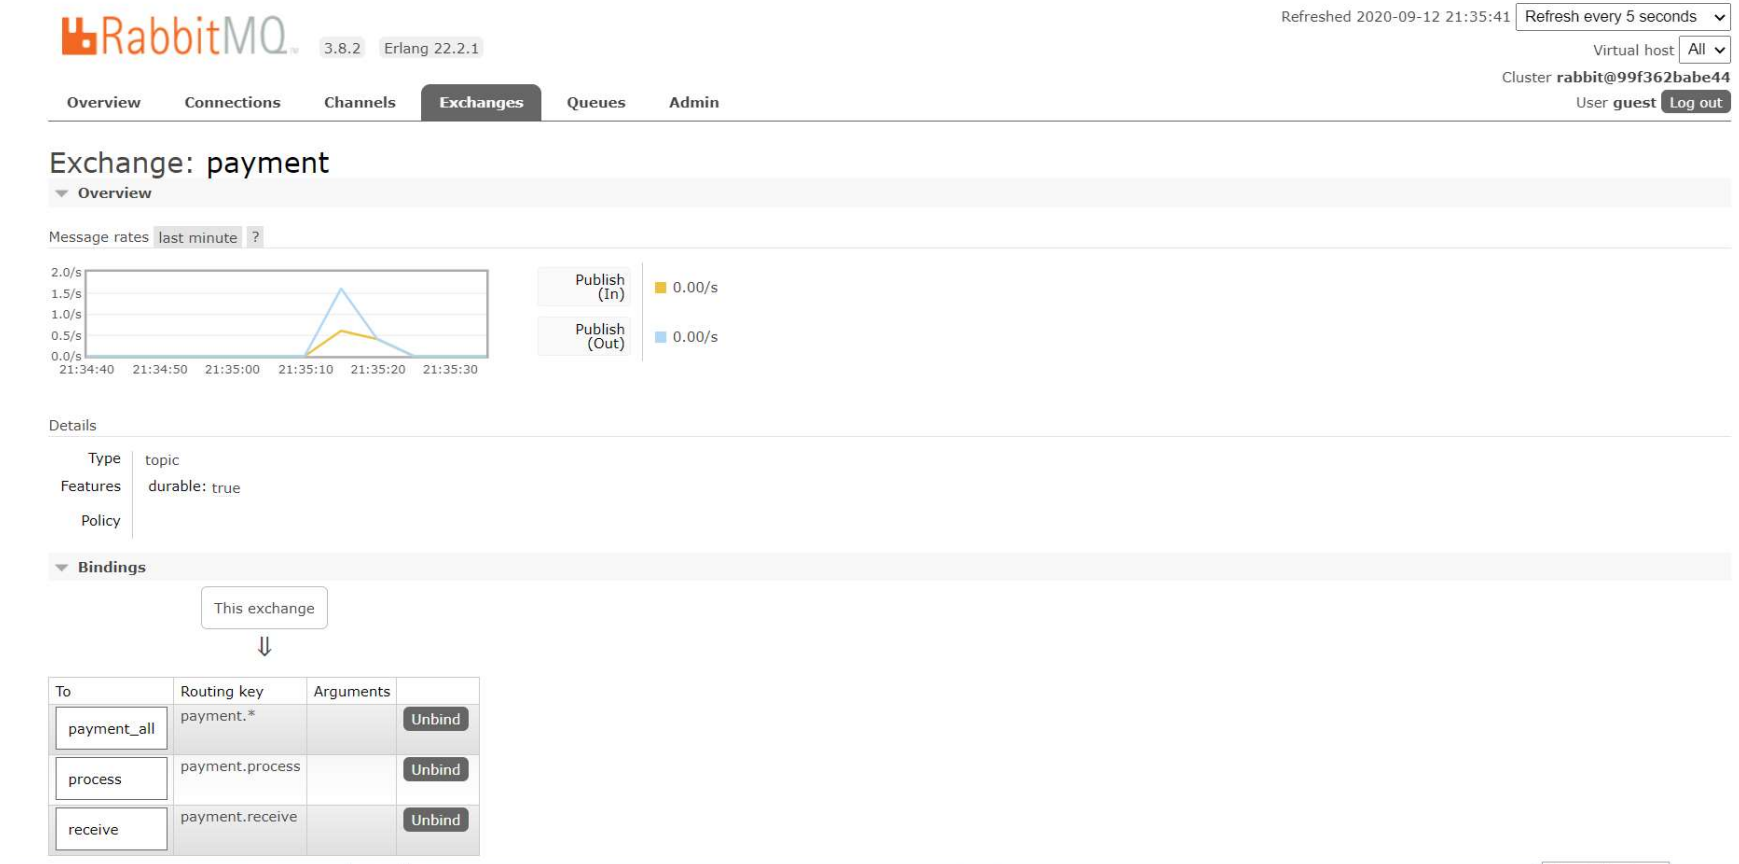 RabbitMQ TM 3.8.2 Erlang 22.2.1
Refreshed 2020-09-12 21:35:41 Refresh every 5 seconds
Virtual host All
Cluster rabbit@99f362babe44
User guest Log out
Overview Connections Channels Exchanges Queues Admin
Exchange: payment
Overview
Message rates last minute ?
2.0/s
1.5/s
1.0/s
0.5/s
0.0/s
21:34:40 21:34:50 21:35:00 21:35:10 21:35:20 21:35:30
Publish
(In)
0.00/s
Publish
(Out)
0.00/s
Details
Type topic
Features durable: true
Policy
Bindings
This exchange
⇓
To Routing key Arguments
payment_all payment.* Unbind
process payment.process Unbind
receive payment.receive Unbind